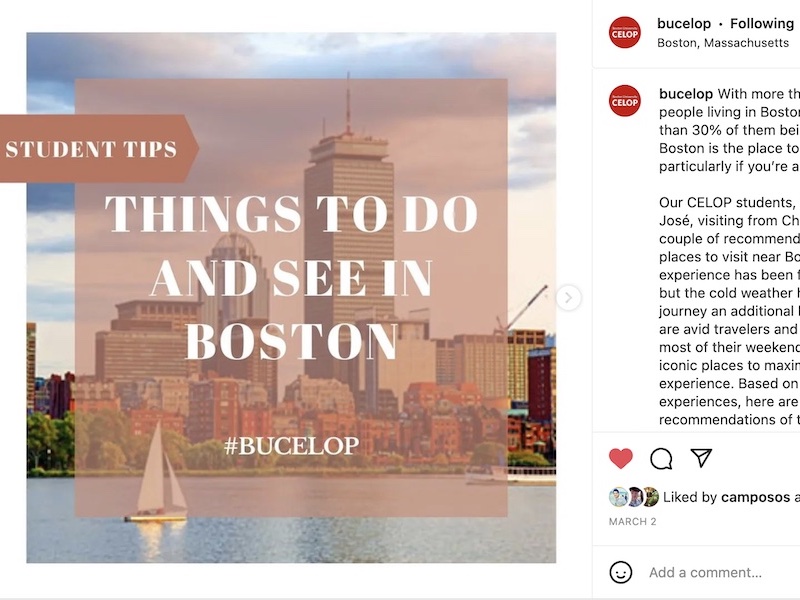 STUDENT TIPS
THINGS TO DO
AND SEE IN
BOSTON
#BUCELOP
CELOP
bucelop • Following
Boston, Massachusetts
CELOP
bucelop With more th
people living in Boston
than 30% of them bei
Boston is the place to
particularly if you're a
Our CELOP students,
José, visiting from Ch
couple of recommend
places to visit near Bo
experience has been f
but the cold weather h
journey an additional
are avid travelers and
most of their weekend
iconic places to maxim
experience. Based on
experiences, here are
recommendations of t
Liked by camposos a
MARCH 2
Add a comment...